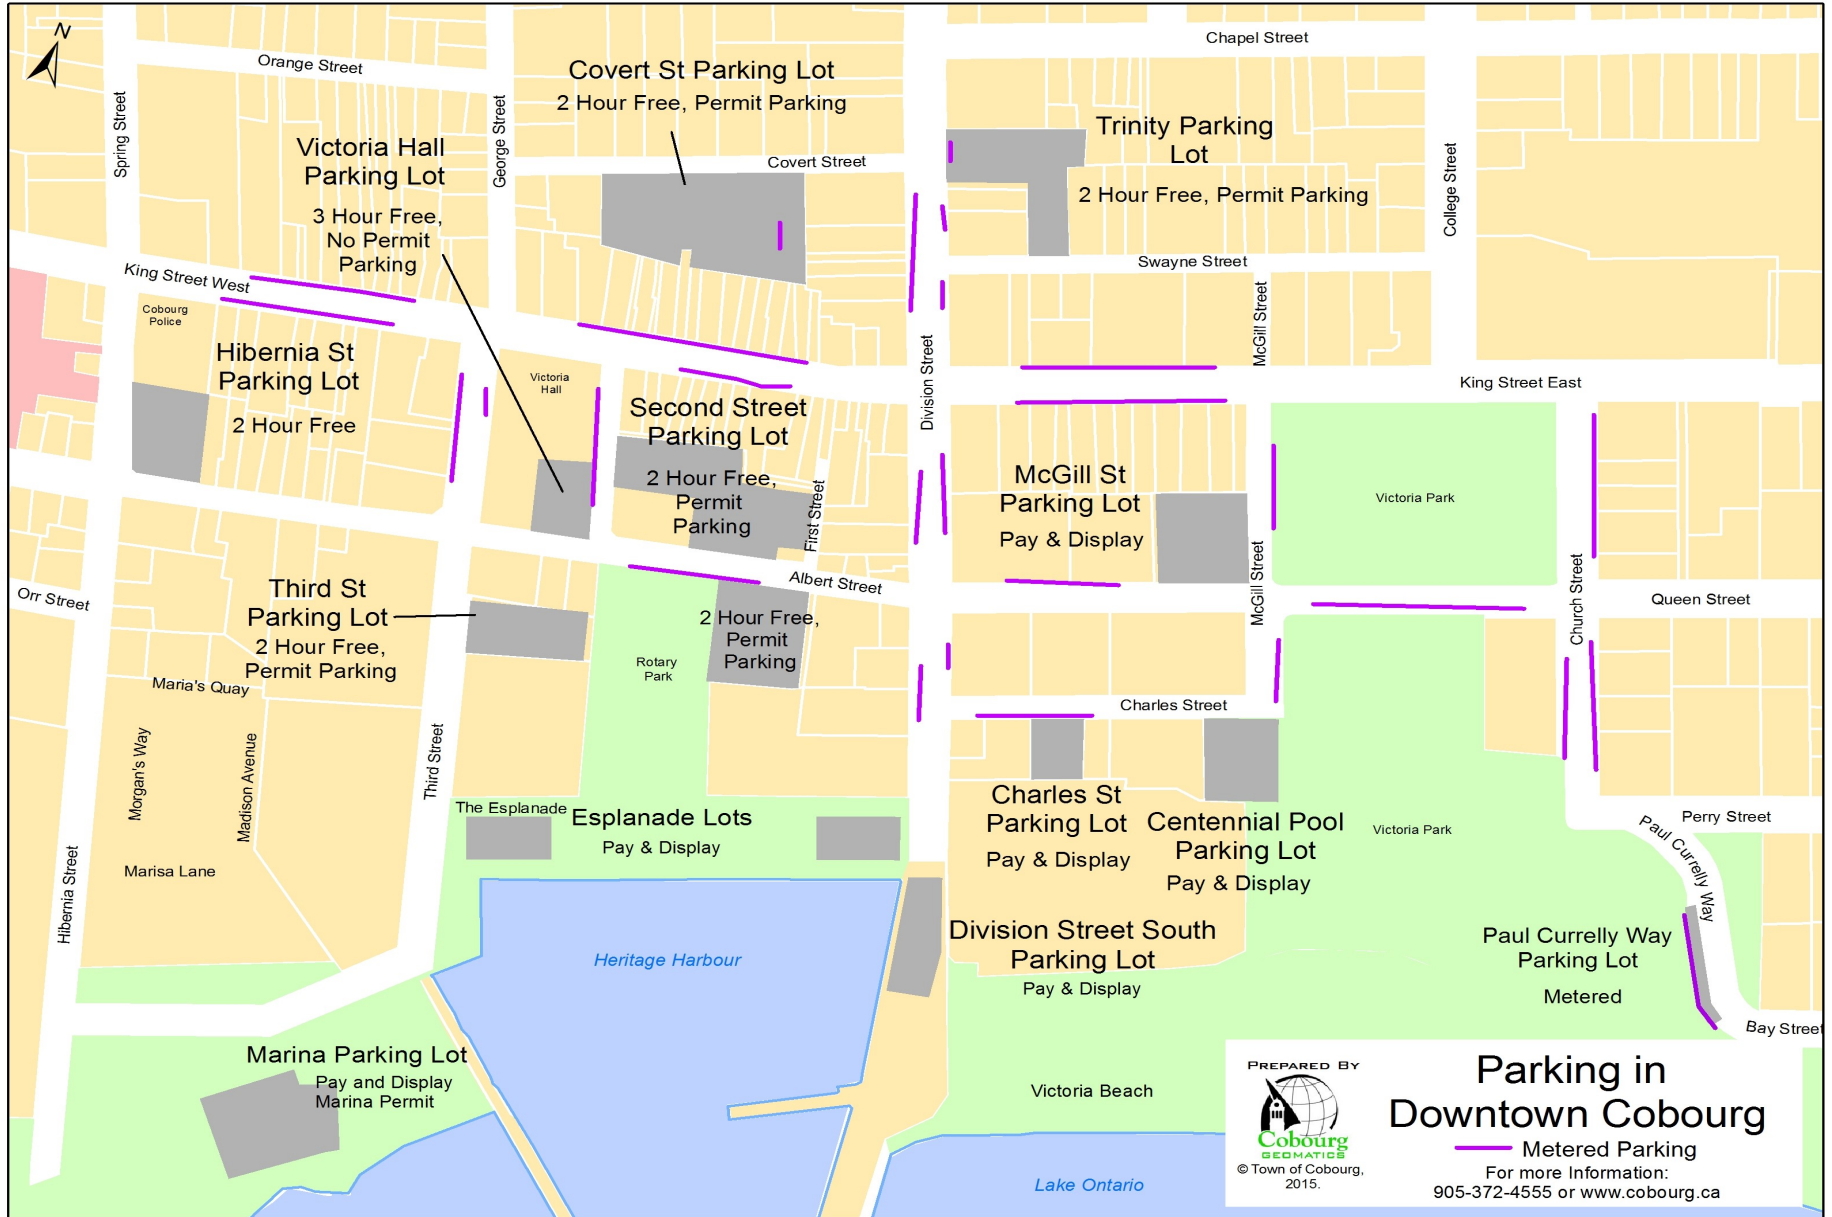 N
Orange Street
Chapel Street
Spring Street
George Street
Covert St Parking Lot
2 Hour Free, Permit Parking
Trinity Parking
Lot
2 Hour Free, Permit Parking
Victoria Hall
Parking Lot
3 Hour Free,
No Permit
Parking
Covert Street
College Street
Swayne Street
King Street West
Cobourg
Police
McGill Street
Hibernia St
Parking Lot
2 Hour Free
Victoria
Hall
Division Street
King Street East
Second Street
Parking Lot
2 Hour Free,
Permit
Parking
First Street
McGill St
Parking Lot
Pay & Display
Victoria Park
McGill Street
Church Street
Albert Street
Queen Street
Orr Street
Third St
Parking Lot
2 Hour Free,
Permit Parking
2 Hour Free,
Permit
Parking
Rotary
Park
Maria's Quay
Charles Street
Morgan's Way
Madison Avenue
Third Street
The Esplanade
Esplanade Lots
Pay & Display
Charles St
Parking Lot
Pay & Display
Centennial Pool
Parking Lot
Pay & Display
Victoria Park
Perry Street
Paul Currelly Way
Marisa Lane
Hibernia Street
Heritage Harbour
Division Street South
Parking Lot
Pay & Display
Paul Currelly Way
Parking Lot
Metered
Bay Street
Marina Parking Lot
Pay and Display
Marina Permit
Victoria Beach
Lake Ontario
PREPARED BY
Cobourg
GEOMATICS
© Town of Cobourg,
2015.
Parking in
Downtown Cobourg
Metered Parking
For more Information:
905-372-4555 or www.cobourg.ca